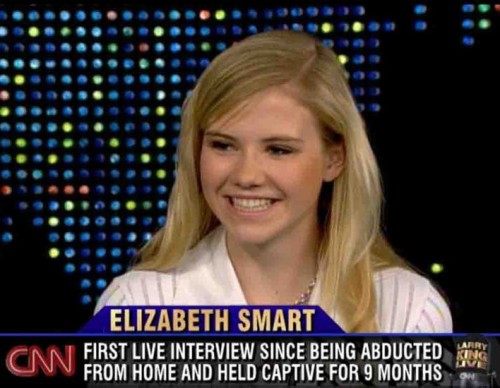 ELIZABETH SMART
CNN FIRST LIVE INTERVIEW SINCE BEING ABDUCTED
FROM HOME AND HELD CAPTIVE FOR 9 MONTHS
LARRY
KING
LIVE
CNN